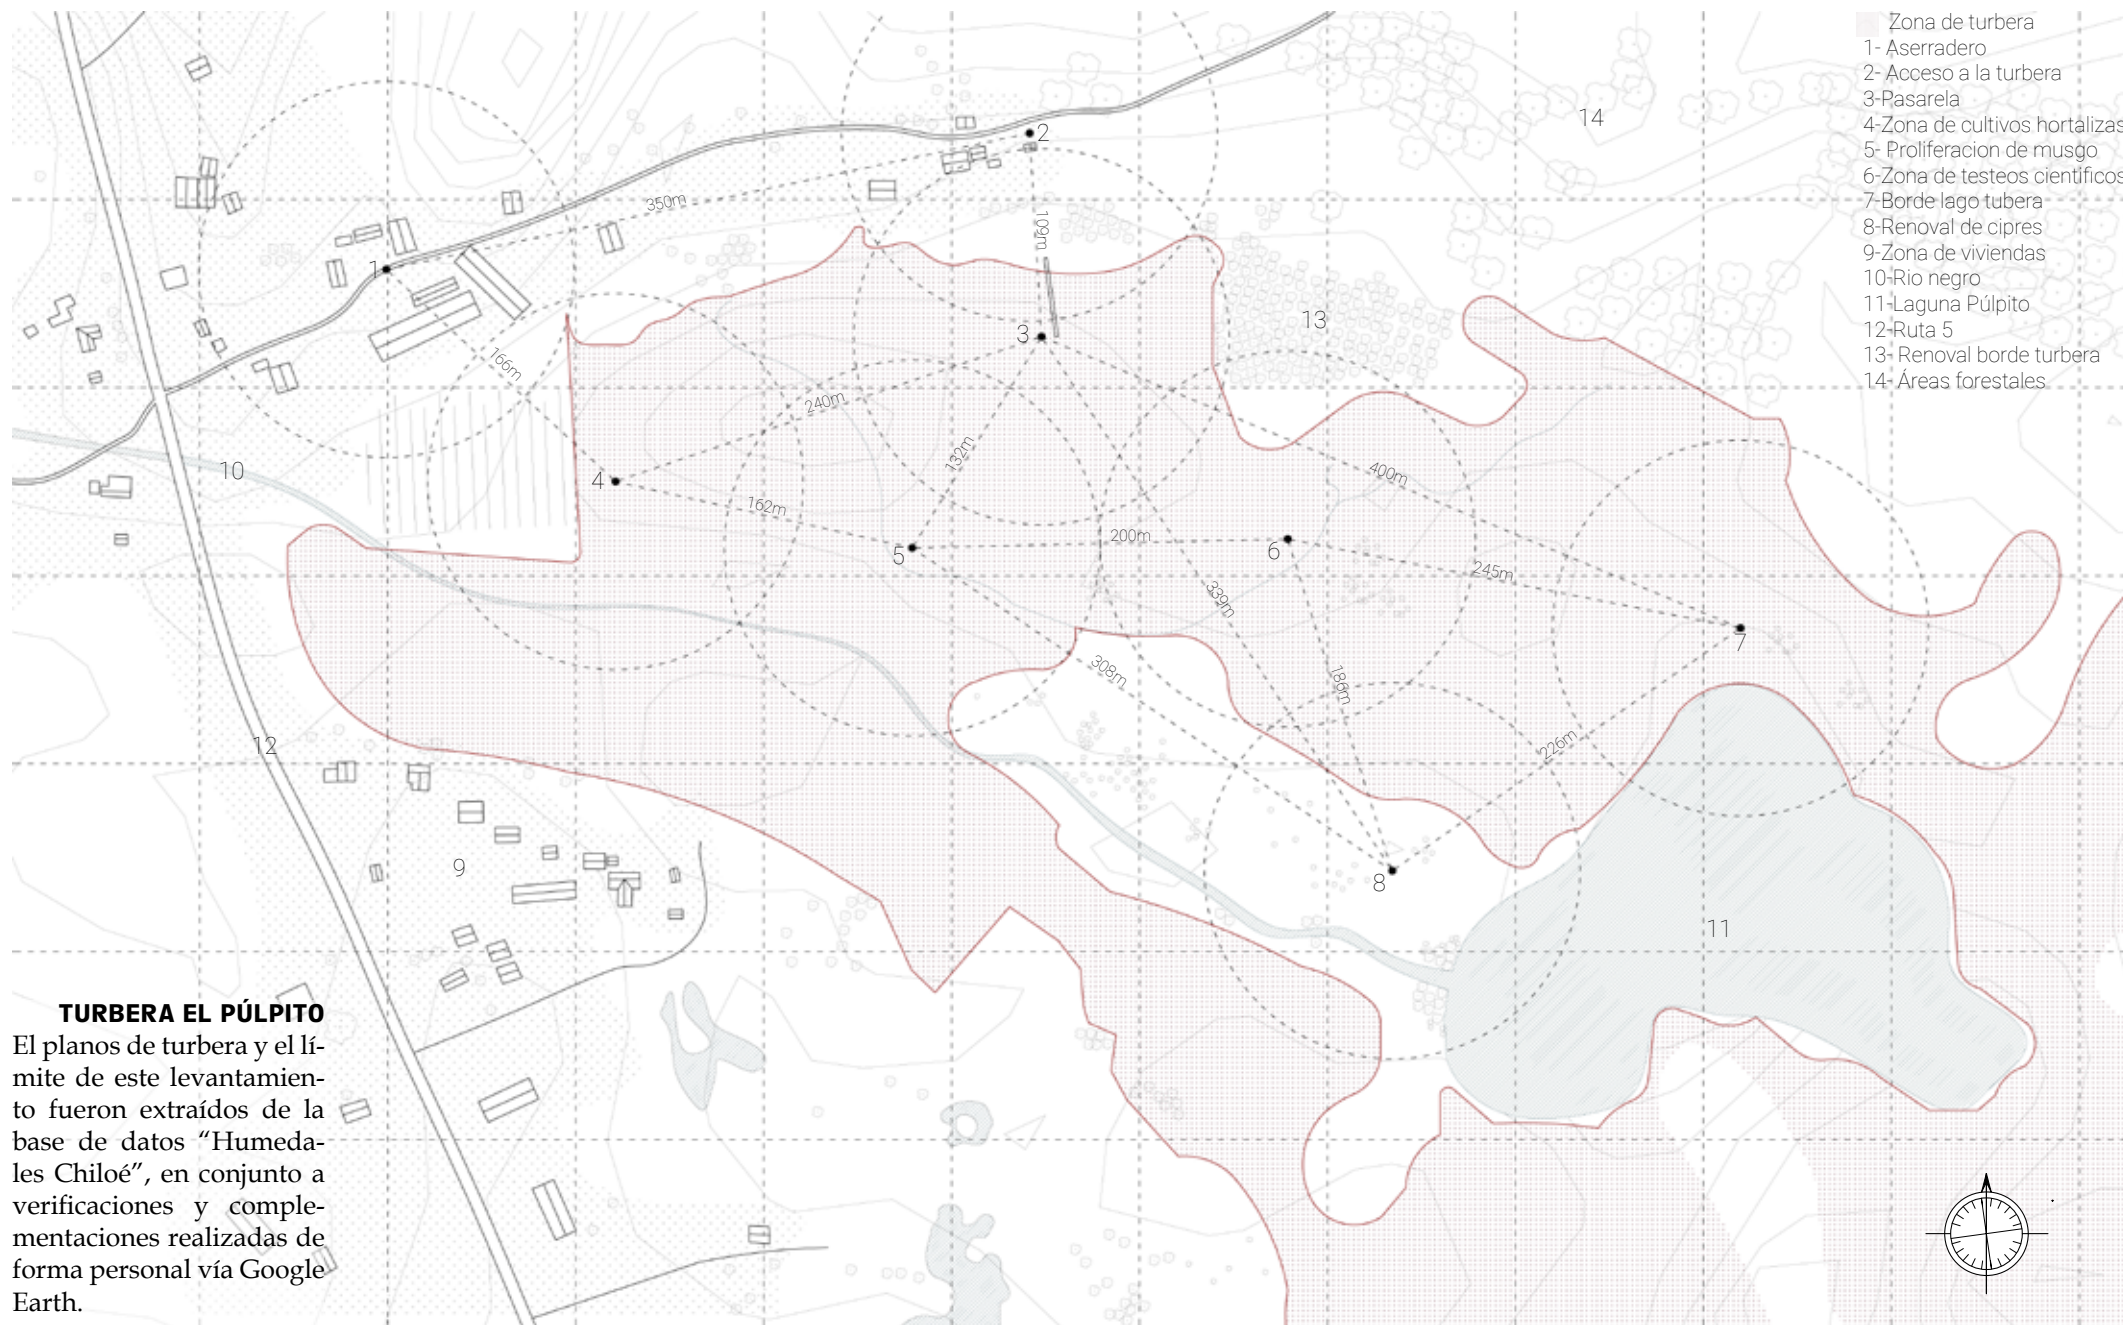 Zona de turbera
1- Aserradero
2- Acceso a la turbera
3-Pasarela
4-Zona de cultivos hortalizas
5- Proliferacion de musgo
6-Zona de testeos cientificos
7-Borde lago tubera
8-Renoval de cipres
9-Zona de viviendas
10-Rio negro
11-Laguna Púlpito
12-Ruta 5
13- Renoval borde turbera
14- Áreas forestales
14
2
350m
109m
1
3
13
166m
240m
132m
400m
10
4
162m
5
200m
6
245m
339m
7
308m
186m
12
226m
9
8
11
TURBERA EL PÚLPITO
El planos de turbera y el lí-
mite de este levantamien-
to fueron extraídos de la
base de datos “Humeda-
les Chiloé”, en conjunto a
verificaciones y comple-
mentaciones realizadas de
forma personal vía Google
Earth.